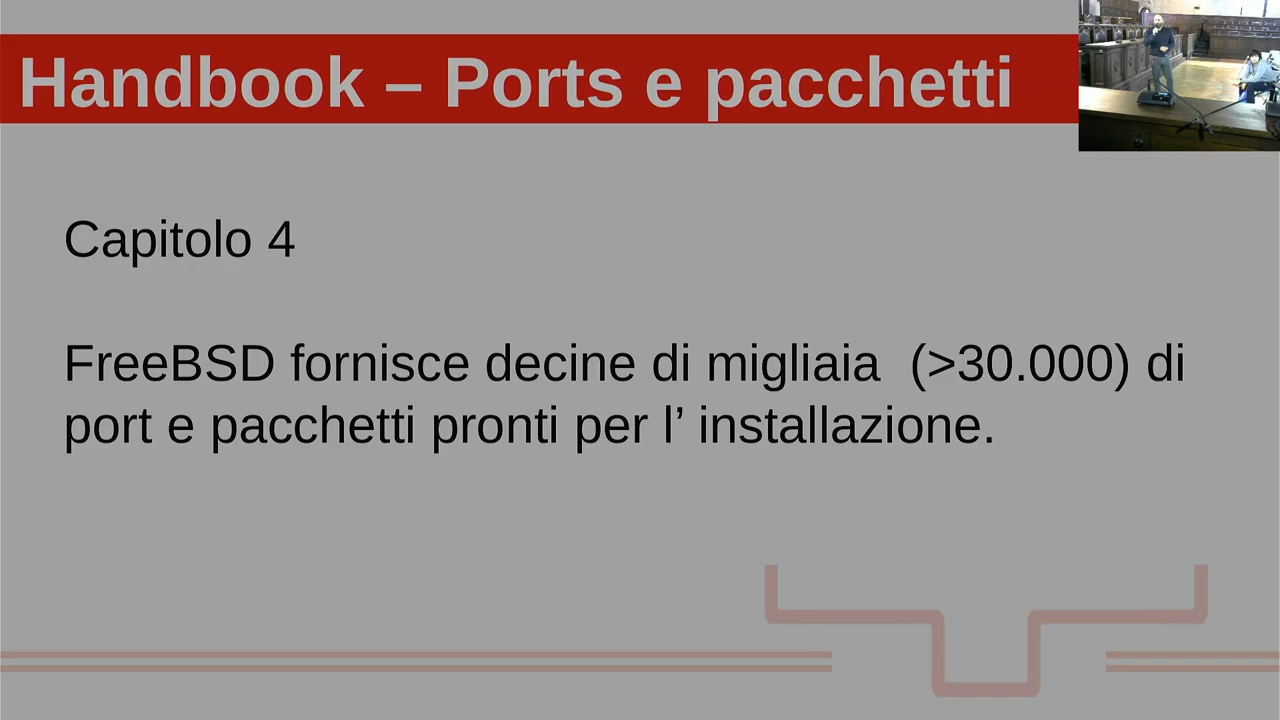 Handbook – Ports e pacchetti
Capitolo 4
FreeBSD fornisce decine di migliaia  (>30.000) di
port e pacchetti pronti per l’ installazione.